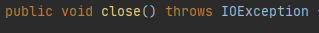 public void close() throws IOException {